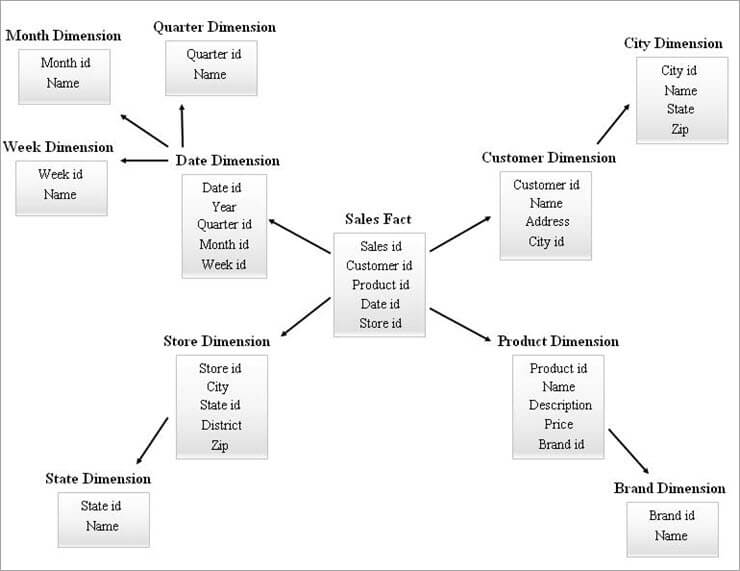 Month Dimension
Month id
Name
Quarter Dimension
Quarter id
Name
City Dimension
City id
Name
State
Zip
Week Dimension
Week id
Name
Date Dimension
Date id
Year
Quarter id
Month id
Week id
Customer Dimension
Customer id
Name
Address
City id
Sales Fact
Sales id
Customer id
Product id
Date id
Store id
Store Dimension
Store id
City
State id
District
Zip
Product Dimension
Product id
Name
Description
Price
Brand id
State Dimension
State id
Name
Brand Dimension
Brand id
Name